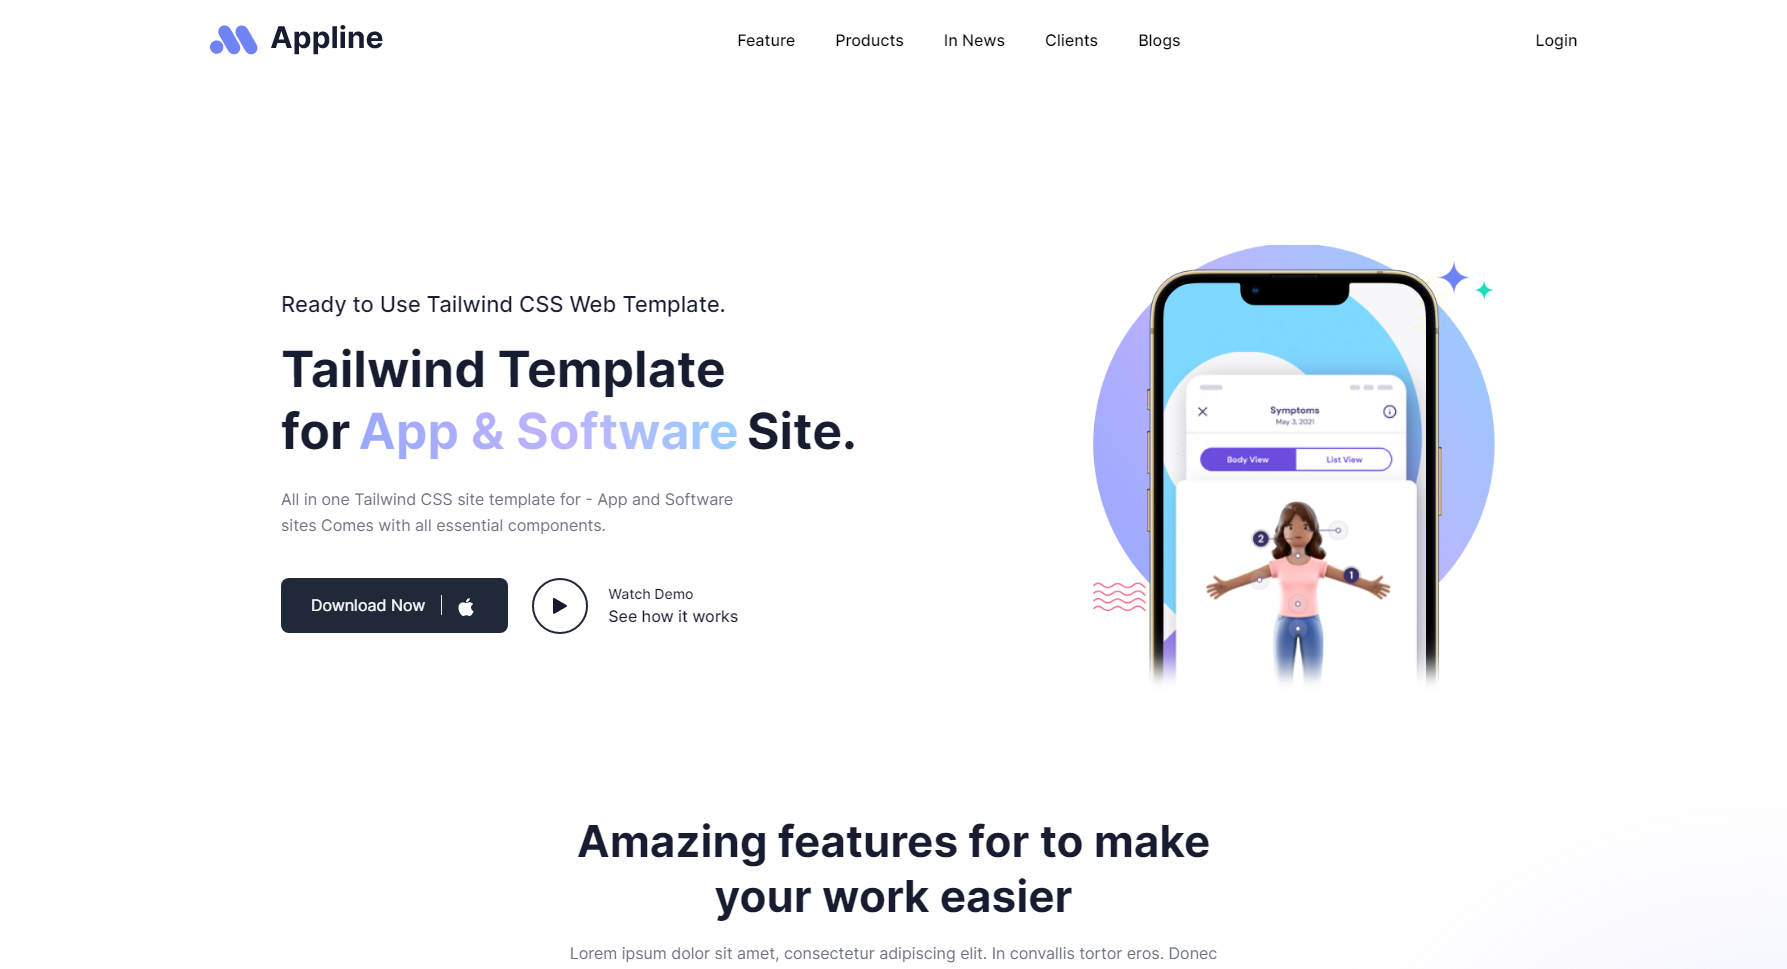 Appline
Feature Products In News Clients Blogs
Login
Ready to Use Tailwind CSS Web Template.
Tailwind Template
for App & Software Site.
All in one Tailwind CSS site template for - App and Software
sites Comes with all essential components.
Download Now
Watch Demo
See how it works
Symptoms
May 3, 2021
Body View
List View
2
1
Amazing features for to make
your work easier
Lorem ipsum dolor sit amet, consectetur adipiscing elit. In convallis tortor eros. Donec